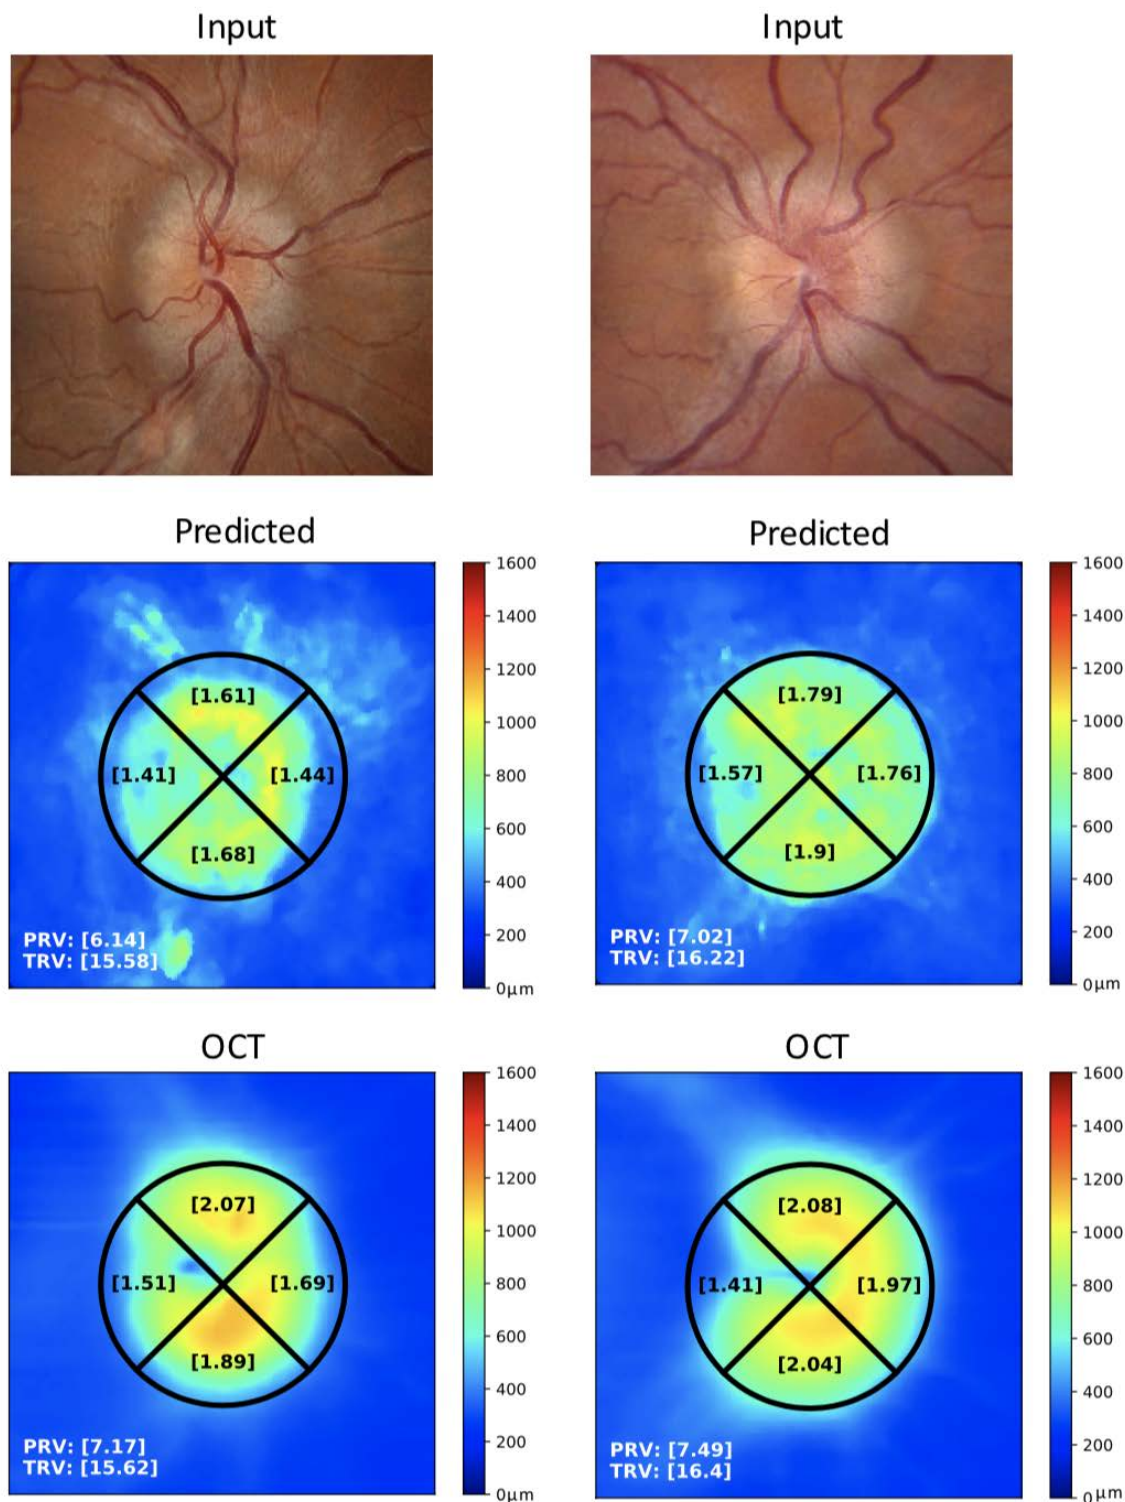 Input
Input
Predicted
Predicted
1600
1400
1200
1000
800
600
400
200
0µm
[1.61]
[1.41]
[1.44]
[1.68]
PRV: [6.14]
TRV: [15.58]
1600
1400
1200
1000
800
600
400
200
0µm
[1.79]
[1.57]
[1.76]
[1.9]
PRV: [7.02]
TRV: [16.22]
OCT
OCT
1600
1400
1200
1000
800
600
400
200
0µm
[2.07]
[1.51]
[1.69]
[1.89]
PRV: [7.17]
TRV: [15.62]
1600
1400
1200
1000
800
600
400
200
0µm
[2.08]
[1.41]
[1.97]
[2.04]
PRV: [7.49]
TRV: [16.4]